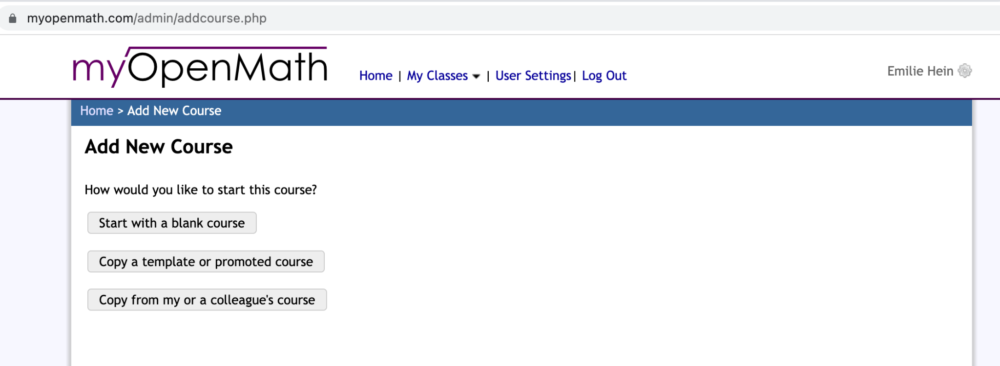 myopenmath.com/admin/addcourse.php
myOpenMath
Home | My Classes | User Settings | Log Out
Emilie Hein
Home > Add New Course
Add New Course
How would you like to start this course?
Start with a blank course
Copy a template or promoted course
Copy from my or a colleague's course